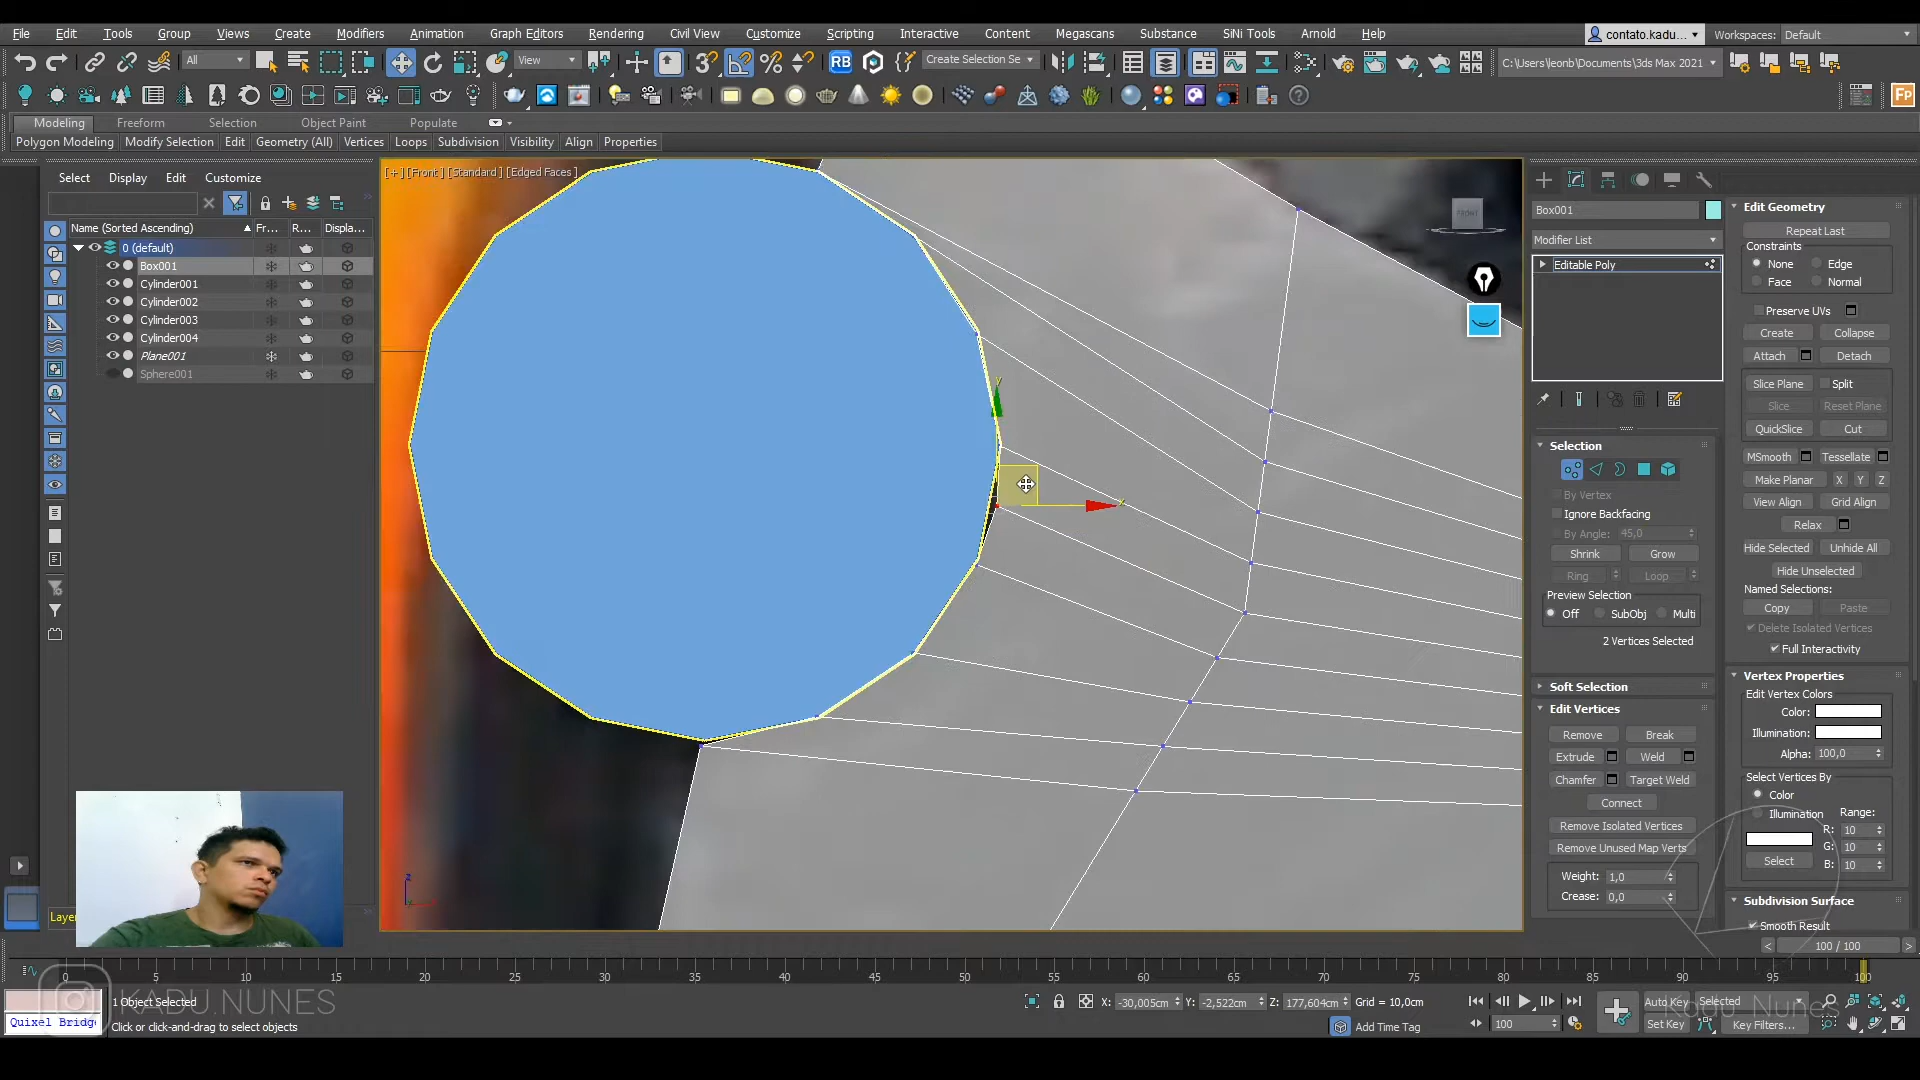 File Edit Tools Group Views Create Modifiers Animation Graph Editors Rendering Civil View Customize Scripting Interactive Content Megascans Substance SiNi Tools Arnold Help contato.kadu... Workspaces: Default
All View RB Create Selection Se C:\Users\leonb\Documents\3ds Max 2021
Fp
Modeling Freeform Selection Object Paint Populate
Polygon Modeling Modify Selection Edit Geometry (All) Vertices Loops Subdivision Visibility Align Properties
Select Display Edit Customize
Name (Sorted Ascending) Fr... R... Displa...
0 (default)
Box001
Cylinder001
Cylinder002
Cylinder003
Cylinder004
Plane001
Sphere001
[+] [Front] [Standard] [Edged Faces]
FRONT
y
x
z
Box001
Modifier List
Editable Poly
Selection
By Vertex
Ignore Backfacing
By Angle: 45,0
Shrink Grow
Ring Loop
Preview Selection
Off SubObj Multi
2 Vertices Selected
Soft Selection
Edit Vertices
Remove Break
Extrude Weld
Chamfer Target Weld
Connect
Remove Isolated Vertices
Remove Unused Map Verts
Weight: 1,0
Crease: 0,0
Edit Geometry
Repeat Last
Constraints
None Edge
Face Normal
Preserve UVs
Create Collapse
Attach Detach
Slice Plane Split
Slice Reset Plane
QuickSlice Cut
MSmooth Tessellate
Make Planar X Y Z
View Align Grid Align
Relax
Hide Selected Unhide All
Hide Unselected
Named Selections:
Copy Paste
Delete Isolated Vertices
Full Interactivity
Vertex Properties
Edit Vertex Colors
Color:
Illumination:
Alpha: 100,0
Select Vertices By
Color
Illumination Range:
R: 10
G: 10
Select B: 10
Subdivision Surface
Smooth Result
Laye
< 100 / 100 >
0 5 10 15 20 25 30 35 40 45 50 55 60 65 70 75 80 85 90 95 100
KADU.NUNES
1 Object Selected X: -30,005cm Y: -2,522cm Z: 177,604cm Grid = 10,0cm Auto Key Selected
Kadu Nunes
Quixel Bridg Click or click-and-drag to select objects Add Time Tag 100 Set Key Key Filters...